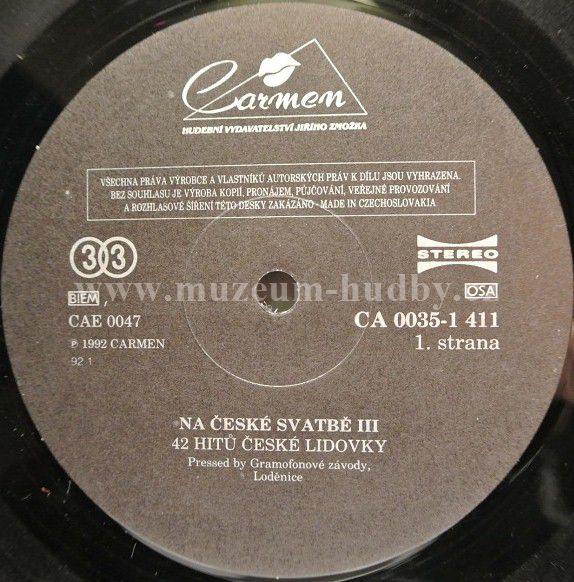 Carmen
HUDEBNÍ VYDAVATELSTVÍ JIŘÍHO ZMOŽKA
VŠECHNA PRÁVA VÝROBCE A VLASTNÍKŮ AUTORSKÝCH PRÁV K DÍLU JSOU VYHRAZENA.
BEZ SOUHLASU JE VÝROBA KOPIÍ, PRONÁJEM, PŮJČOVÁNÍ, VEŘEJNÉ PROVOZOVÁNÍ
A ROZHLASOVÉ ŠÍŘENÍ TÉTO DESKY ZAKÁZÁNO - MADE IN CZECHOSLOVAKIA
33
STEREO
www.muzeum-hudby.
BIEM,
OSA
CAE 0047
CA 0035-1 411
℗ 1992 CARMEN
1. strana
92 1
NA ČESKÉ SVATBĚ III
42 HITŮ ČESKÉ LIDOVKY
Pressed by Gramofonové závody,
Loděnice